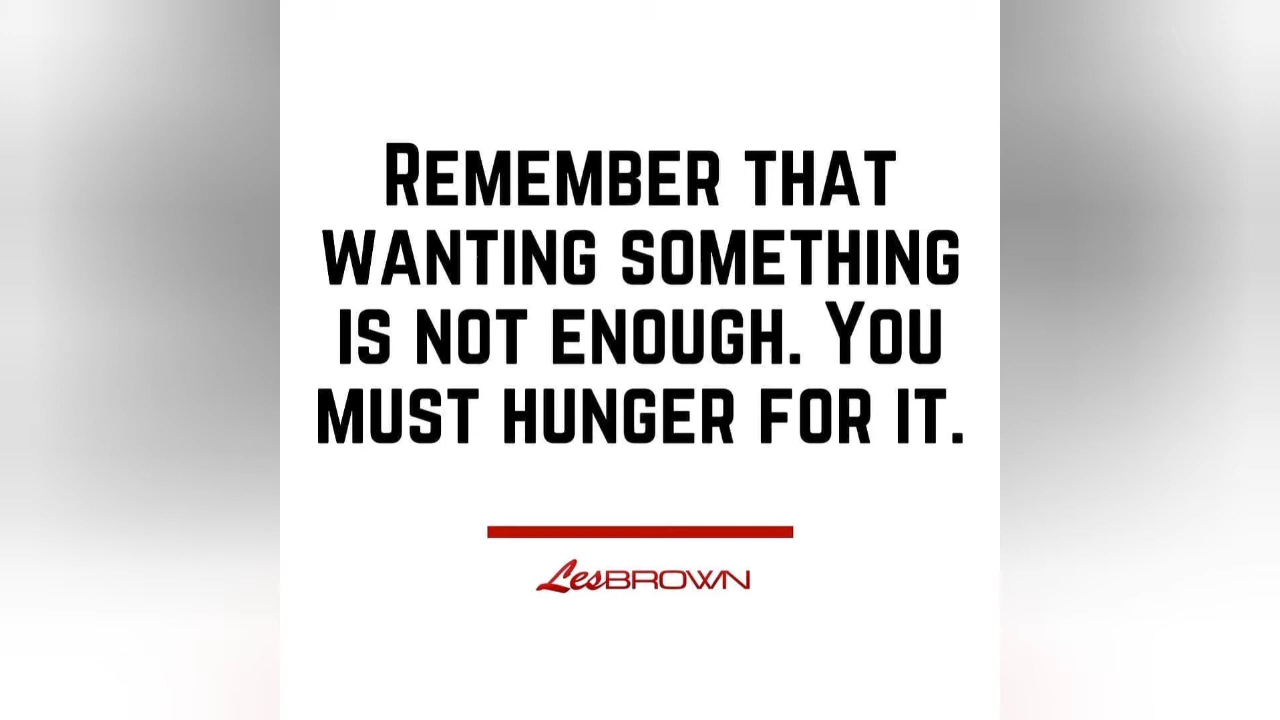 Remember that
wanting something
is not enough. You
must hunger for it.
LesBROWN